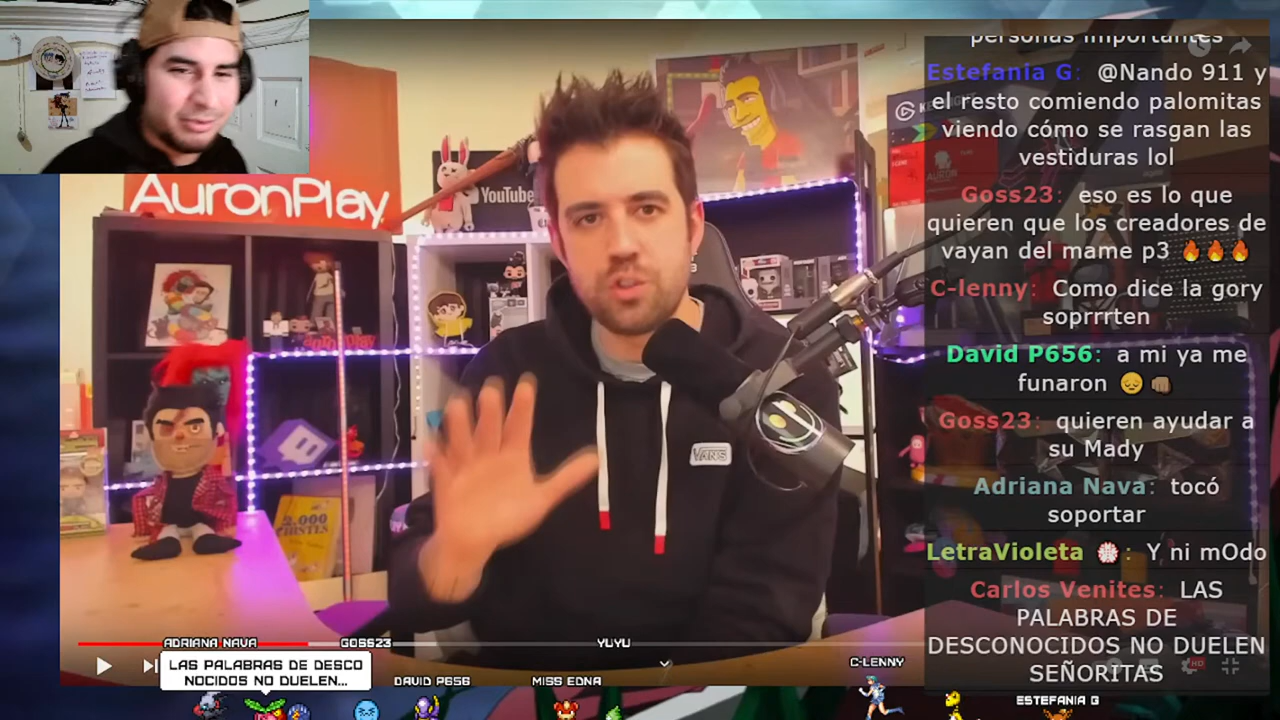 AuronPlay
YouTube
VANS
2.000
CHISTES
personas importantes
Estefania G: @Nando 911 y
el resto comiendo palomitas
viendo cómo se rasgan las
vestiduras lol
Goss23: eso es lo que
quieren que los creadores de
vayan del mame p3 🔥🔥🔥
C-lenny: Como dice la gory
soprrrten
David P656: a mi ya me
funaron 😔👊🏽
Goss23: quieren ayudar a
su Mady
Adriana Nava: tocó
soportar
LetraVioleta 🧠: Y ni mOdo
Carlos Venites: LAS
PALABRAS DE
DESCONOCIDOS NO DUELEN
SEÑORITAS
ADRIANA NAVA
GOSS23
YUYU
LAS PALABRAS DE DESCO
NOCIDOS NO DUELEN...
DAVID P656
MISS EDNA
C-LENNY
ESTEFANIA G
HD